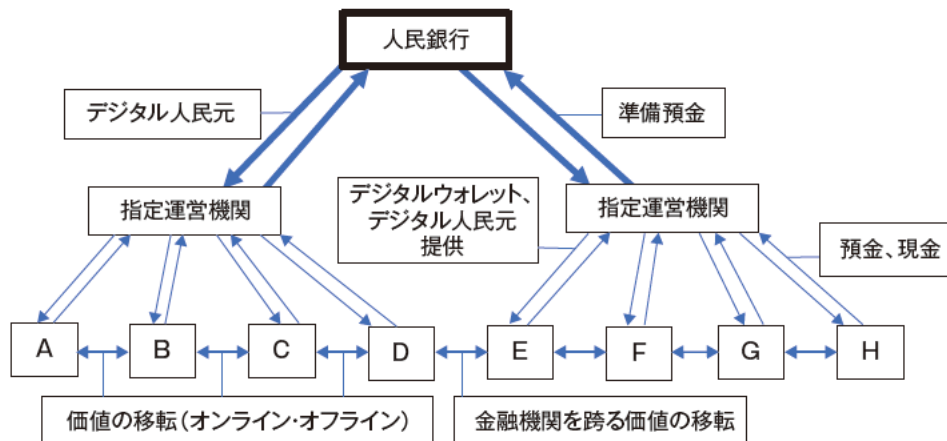 人民銀行
デジタル人民元
準備預金
指定運営機関
デジタルウォレット、
デジタル人民元
提供
指定運営機関
預金、現金
A
B
C
D
E
F
G
H
価値の移転(オンライン・オフライン)
金融機関を跨る価値の移転